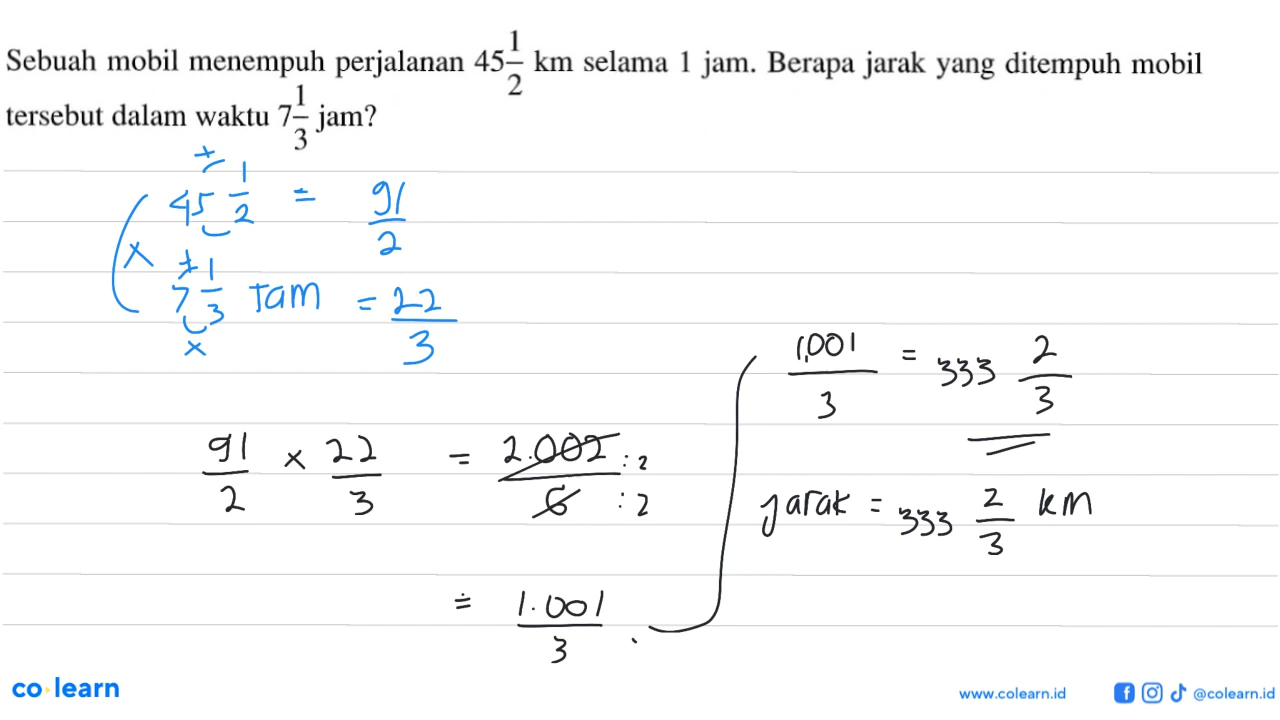 Sebuah mobil menempuh perjalanan 45 1/2 km selama 1 jam. Berapa jarak yang ditempuh mobil
tersebut dalam waktu 7 1/3 jam?
+
45 1/2 = 91/2
×
+
7 1/3 Jam = 22/3
×
91/2 × 22/3 = 2.002/6 :2 :2
= 1.001/3
1,001/3 = 333 2/3
jarak = 333 2/3 km
co learn
www.colearn.id
@colearn.id